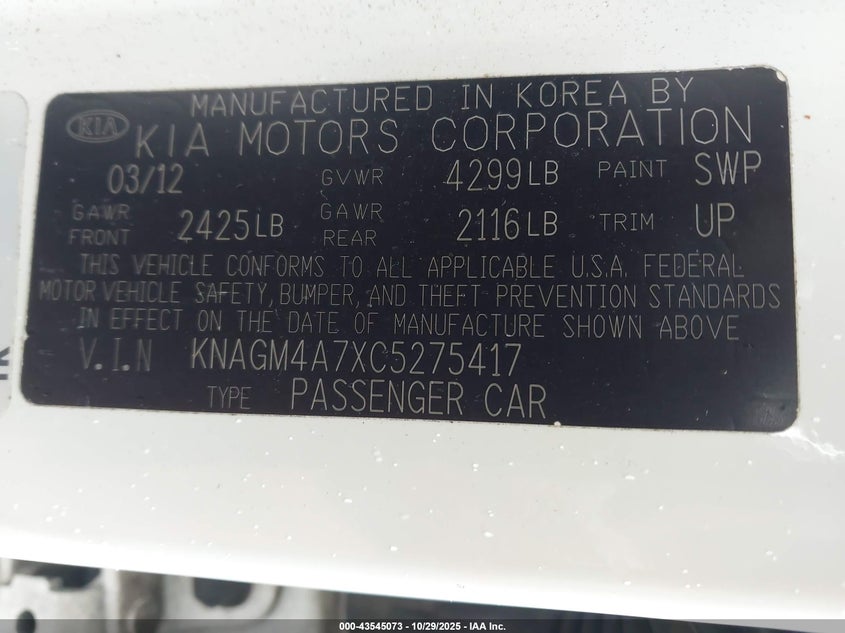 MANUFACTURED IN KOREA BY
KIA KIA MOTORS CORPORATION
03/12 GVWR 4299LB PAINT SWP
GAWR FRONT 2425LB GAWR REAR 2116LB TRIM UP
THIS VEHICLE CONFORMS TO ALL APPLICABLE U.S.A. FEDERAL
MOTOR VEHICLE SAFETY, BUMPER, AND THEFT PREVENTION STANDARDS
IN EFFECT ON THE DATE OF MANUFACTURE SHOWN ABOVE
V.I.N KNAGM4A7XC5275417
TYPE PASSENGER CAR
000-43545073 - 10/29/2025 - IAA Inc.